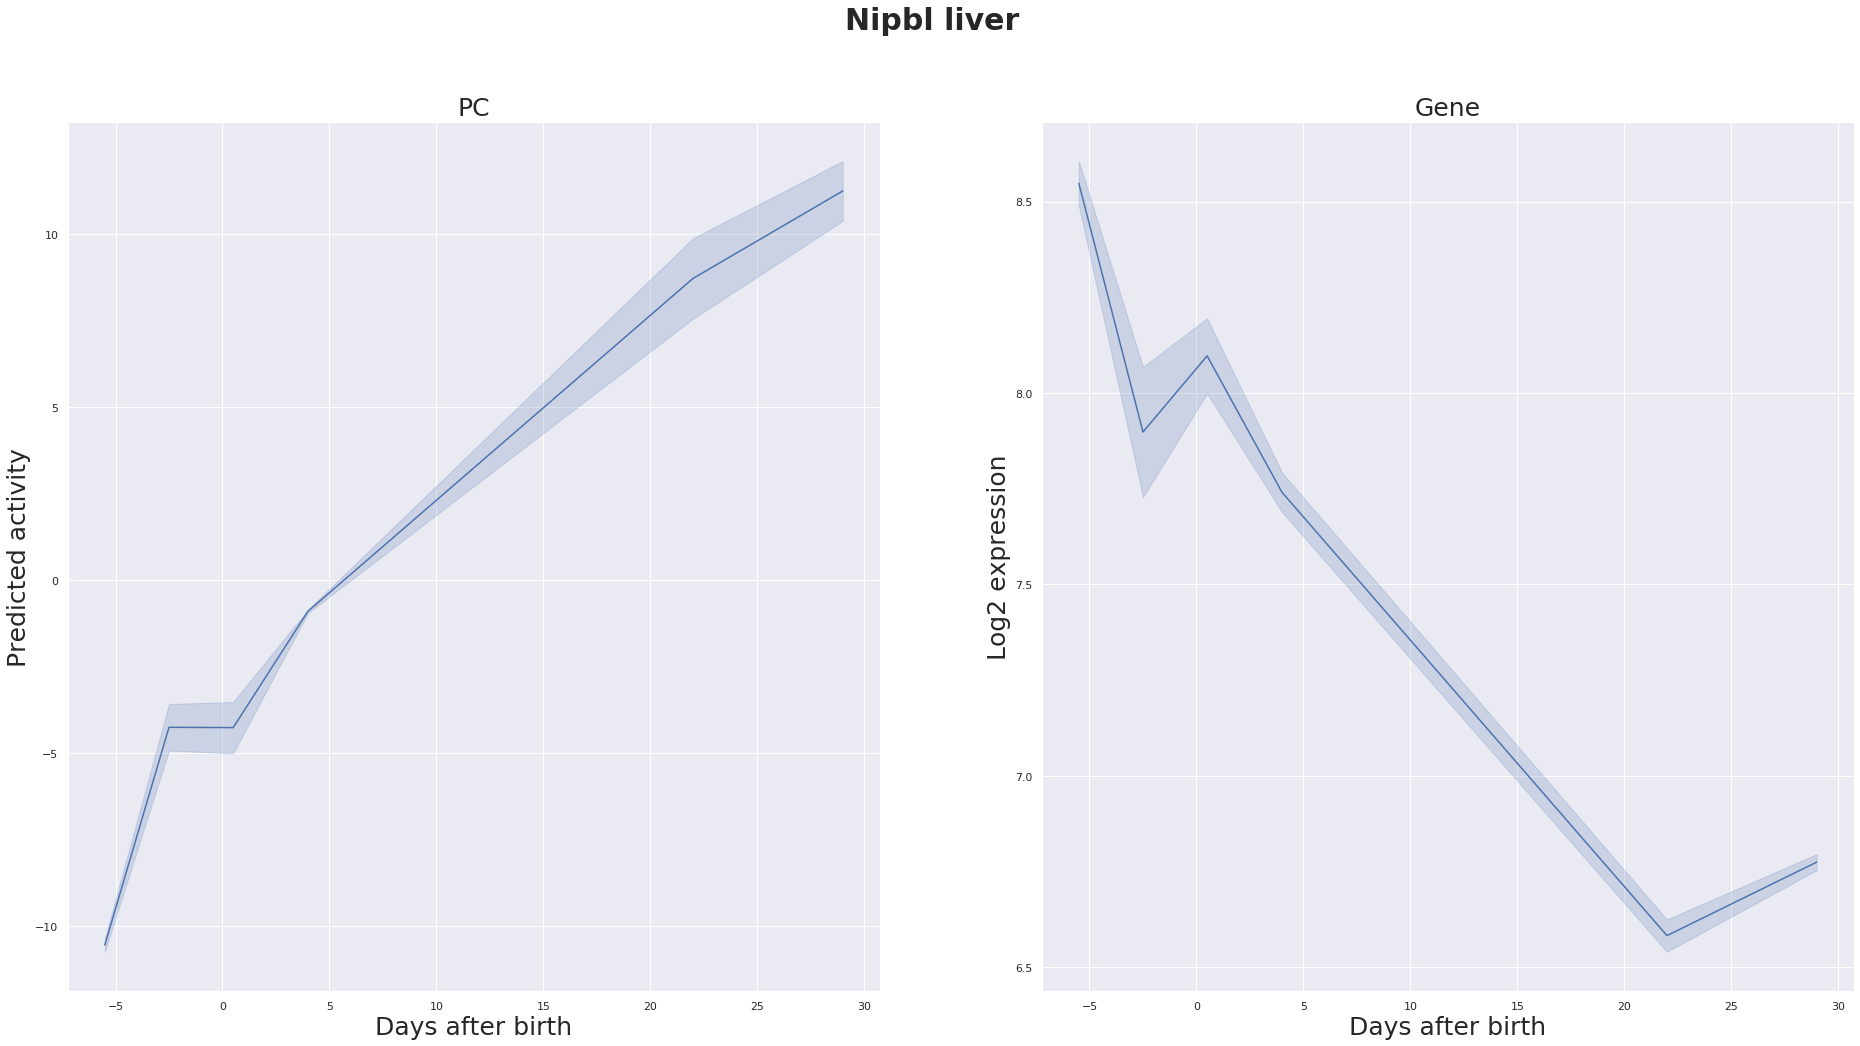 Nipbl liver
PC
Predicted activity
10
5
0
−5
−10
−5 0 5 10 15 20 25 30
Days after birth
Gene
Log2 expression
8.5
8.0
7.5
7.0
6.5
−5 0 5 10 15 20 25 30
Days after birth